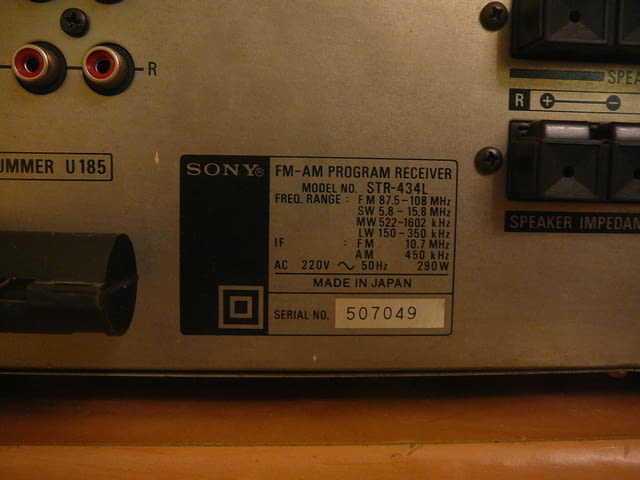 R
UMMER U185
SONY®
FM-AM PROGRAM RECEIVER
MODEL NO. STR-434L
FREQ. RANGE : FM 87.5-108 MHz
SW 5.8-15.8 MHz
MW 522-1602 kHz
LW 150-350 kHz
IF : FM 10.7 MHz
AM 450 kHz
AC 220V ~ 50Hz 290W
MADE IN JAPAN
SERIAL NO. 507049
SPEA
R + −
SPEAKER IMPEDAN